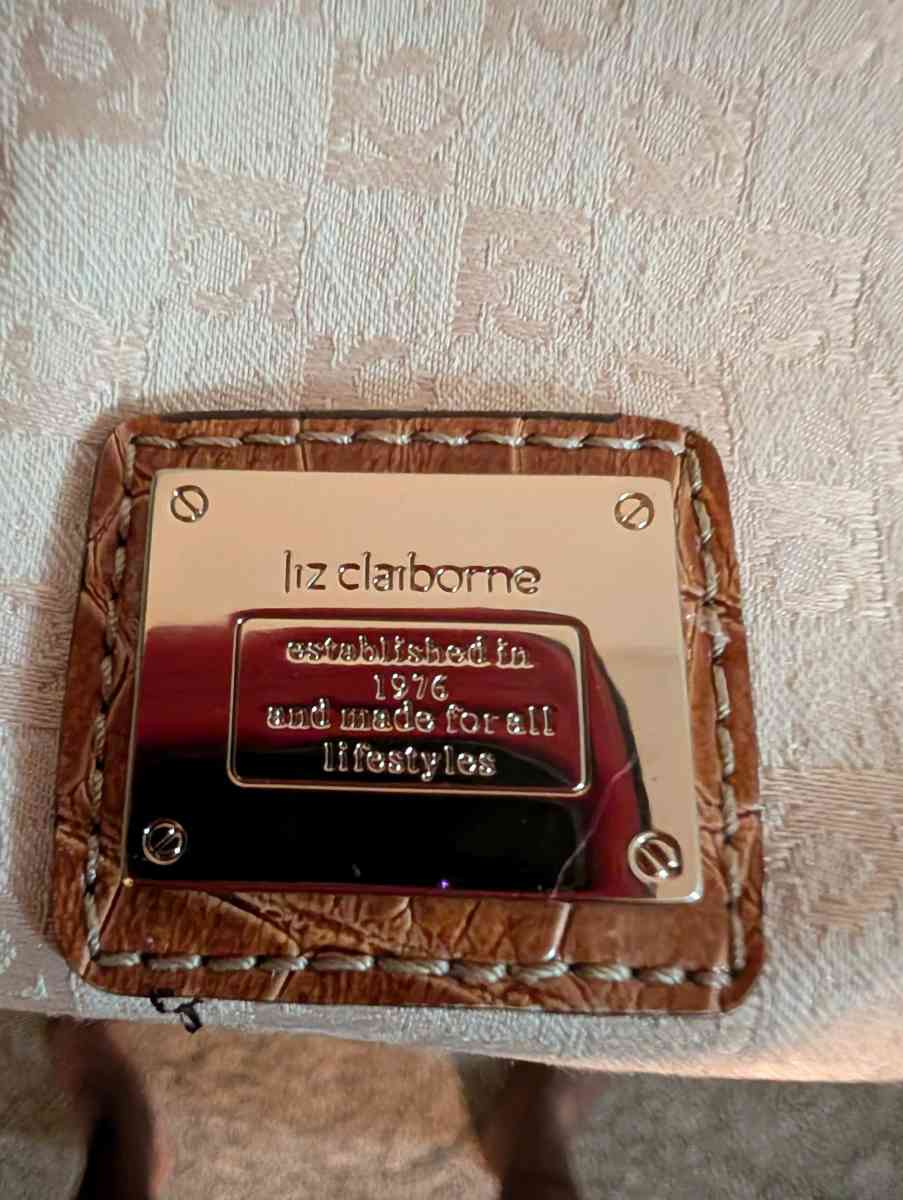 liz claiborne
established in
1976
and made for all
lifestyles